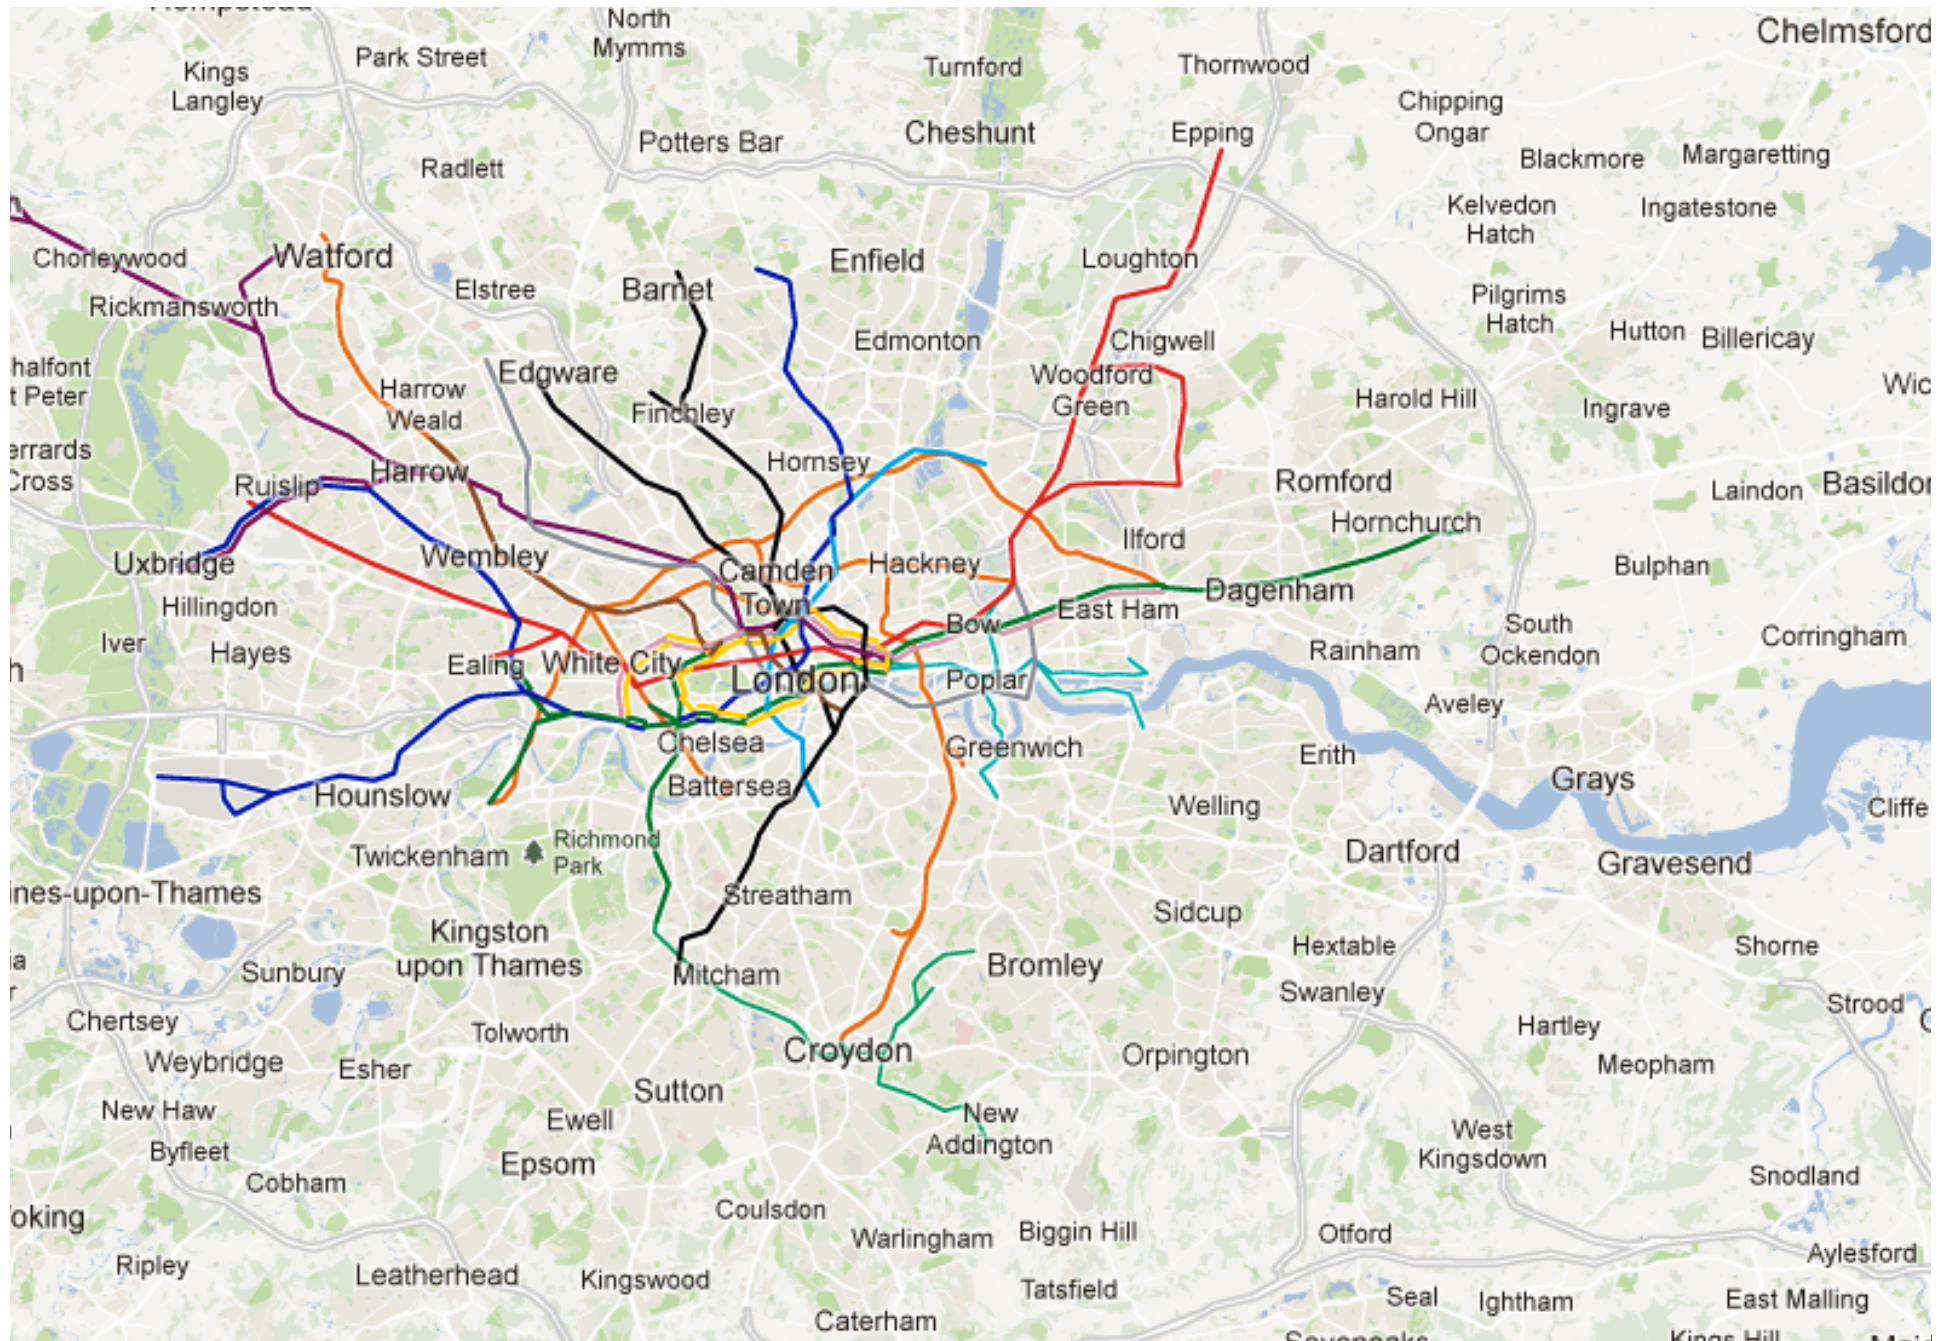 North
Mymms
Chelmsford
Park Street
Kings
Langley
Turnford
Thornwood
Chipping
Ongar
Potters Bar
Cheshunt
Epping
Radlett
Blackmore
Margaretting
Kelvedon
Hatch
Ingatestone
Chorleywood
Watford
Enfield
Loughton
Rickmansworth
Elstree
Barnet
Pilgrims
Hatch
Edmonton
Chigwell
Hutton
Billericay
halfont
t Peter
Harrow
Weald
Edgware
Finchley
Woodford
Green
Harold Hill
Ingrave
Wic
errards
Cross
Ruislip
Harrow
Hornsey
Romford
Laindon
Basildon
Hornchurch
Uxbridge
Wembley
Camden
Town
Hackney
Ilford
Bulphan
Hillingdon
Dagenham
East Ham
Iver
Hayes
Ealing
White City
Bow
Rainham
South
Ockendon
Corringham
London
Poplar
Aveley
Chelsea
Greenwich
Erith
Hounslow
Battersea
Welling
Grays
Cliffe
Twickenham
Richmond
Park
Dartford
Gravesend
ines-upon-Thames
Streatham
Sidcup
Kingston
upon Thames
Hextable
Shorne
Sunbury
Mitcham
Bromley
Swanley
Strood
Chertsey
Tolworth
Hartley
Weybridge
Esher
Croydon
Orpington
Meopham
New Haw
Sutton
Ewell
New
Addington
West
Kingsdown
Byfleet
Epsom
Cobham
Snodland
oking
Coulsdon
Warlingham
Biggin Hill
Otford
Ripley
Leatherhead
Kingswood
Tatsfield
Aylesford
Seal
Ightham
East Malling
Caterham